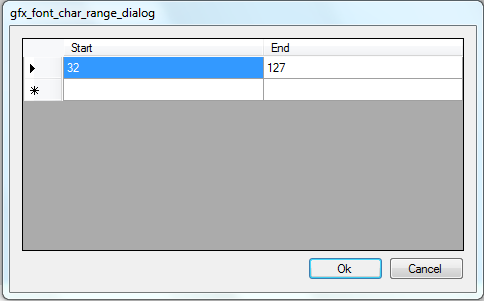 gfx_font_char_range_dialog
Start End
32 127
Ok Cancel